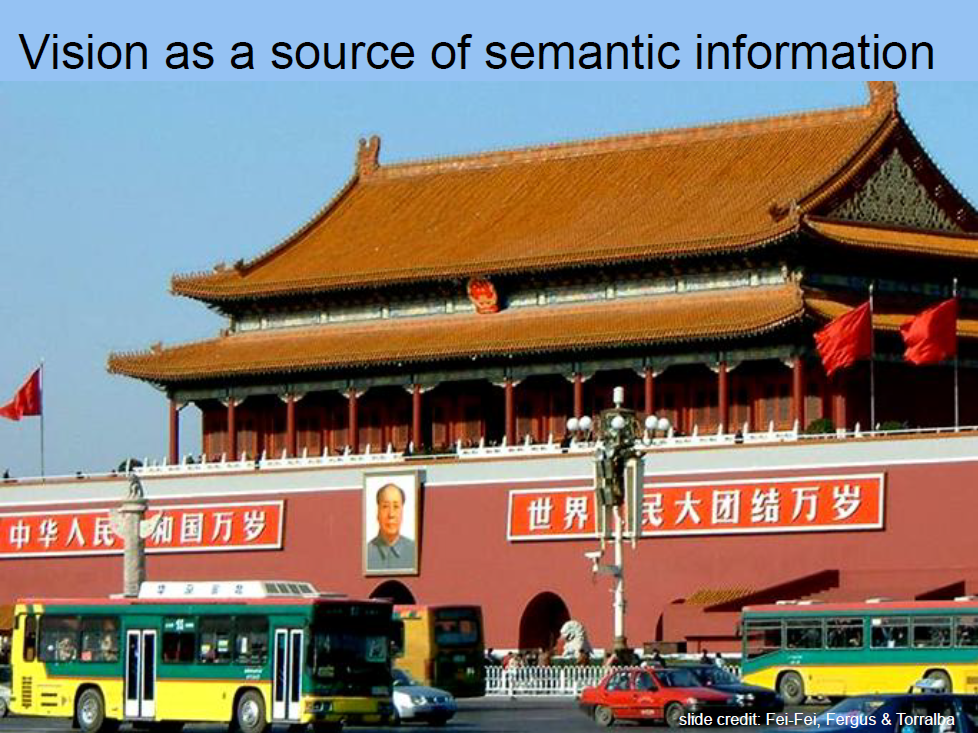 Vision as a source of semantic information
中华人民 和国万岁
世界 民大团结万岁
slide credit: Fei-Fei, Fergus & Torralba